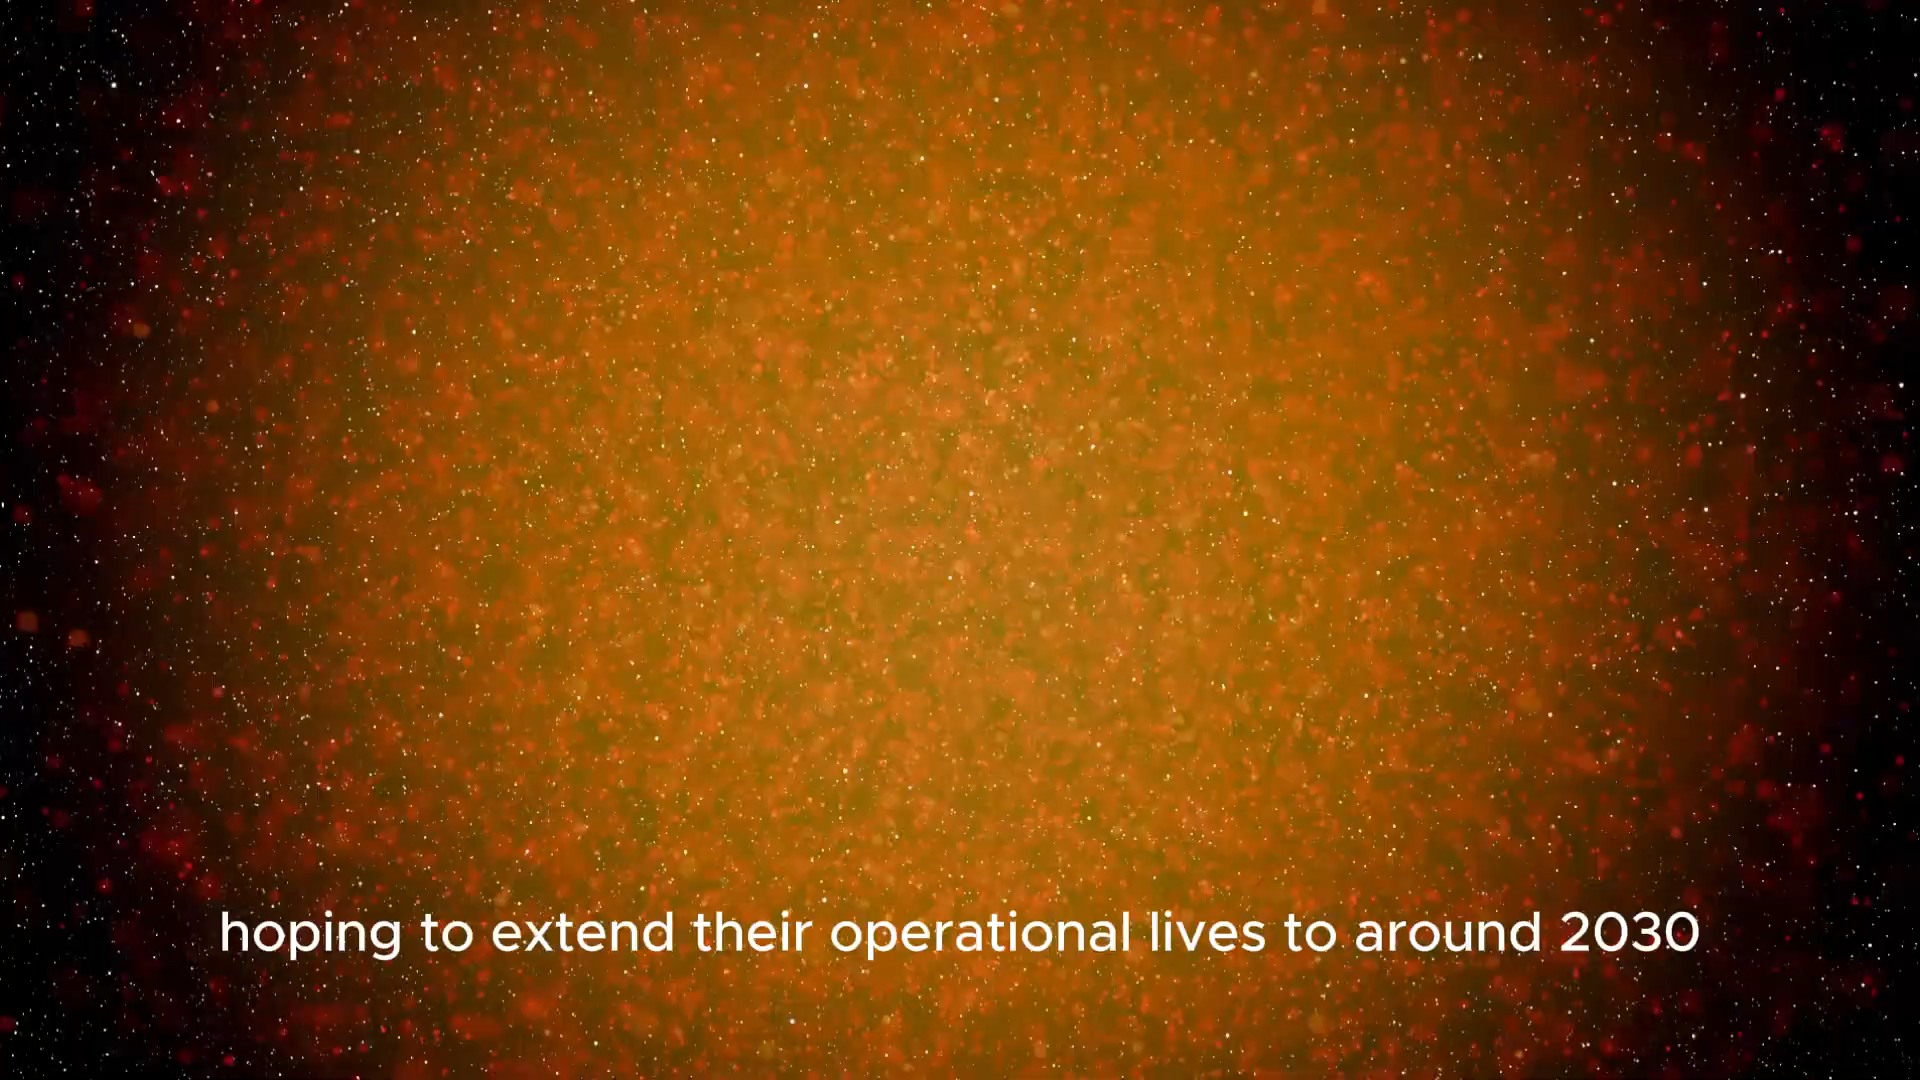 hoping to extend their operational lives to around 2030